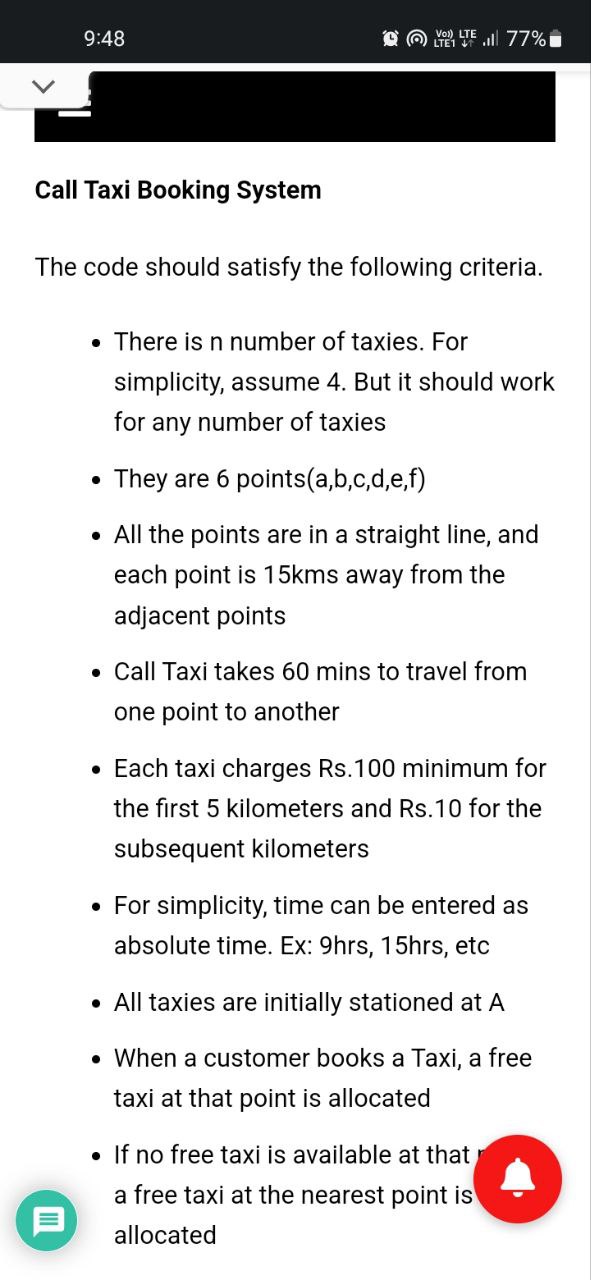 9:48
Vo)) LTE
LTE1
77%
Call Taxi Booking System
The code should satisfy the following criteria.
• There is n number of taxies. For
simplicity, assume 4. But it should work
for any number of taxies
• They are 6 points(a,b,c,d,e,f)
• All the points are in a straight line, and
each point is 15kms away from the
adjacent points
• Call Taxi takes 60 mins to travel from
one point to another
• Each taxi charges Rs.100 minimum for
the first 5 kilometers and Rs.10 for the
subsequent kilometers
• For simplicity, time can be entered as
absolute time. Ex: 9hrs, 15hrs, etc
• All taxies are initially stationed at A
• When a customer books a Taxi, a free
taxi at that point is allocated
• If no free taxi is available at that
a free taxi at the nearest point is
allocated